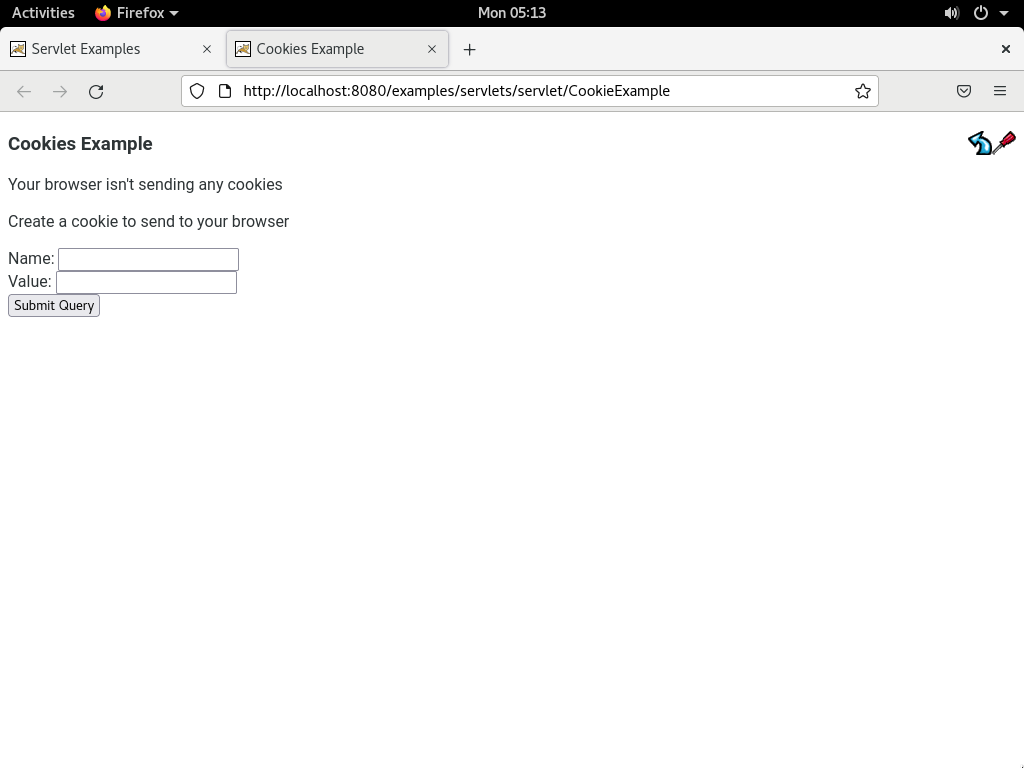 Activities Firefox Mon 05:13
Servlet Examples Cookies Example
http://localhost:8080/examples/servlets/servlet/CookieExample
Cookies Example
Your browser isn't sending any cookies
Create a cookie to send to your browser
Name:
Value:
Submit Query